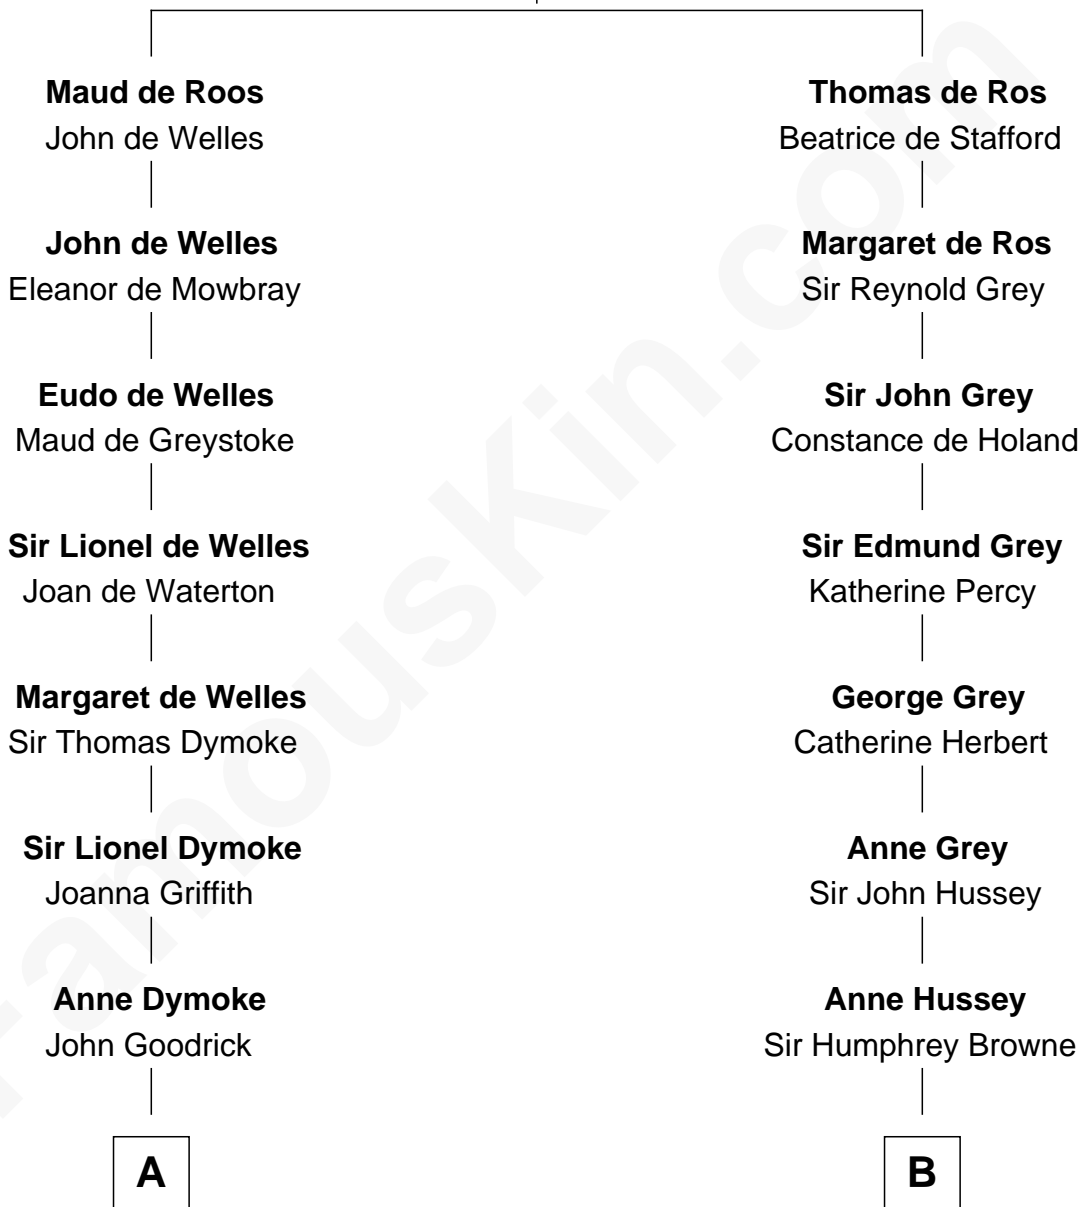 Maud de Roos
John de Welles
Thomas de Ros
Beatrice de Stafford
John de Welles
Eleanor de Mowbray
Margaret de Ros
Sir Reynold Grey
Eudo de Welles
Maud de Greystoke
Sir John Grey
Constance de Holand
Sir Lionel de Welles
Joan de Waterton
Sir Edmund Grey
Katherine Percy
Margaret de Welles
Sir Thomas Dymoke
George Grey
Catherine Herbert
Sir Lionel Dymoke
Joanna Griffith
Anne Grey
Sir John Hussey
Anne Dymoke
John Goodrick
Anne Hussey
Sir Humphrey Browne
A
B
FamousKin.com